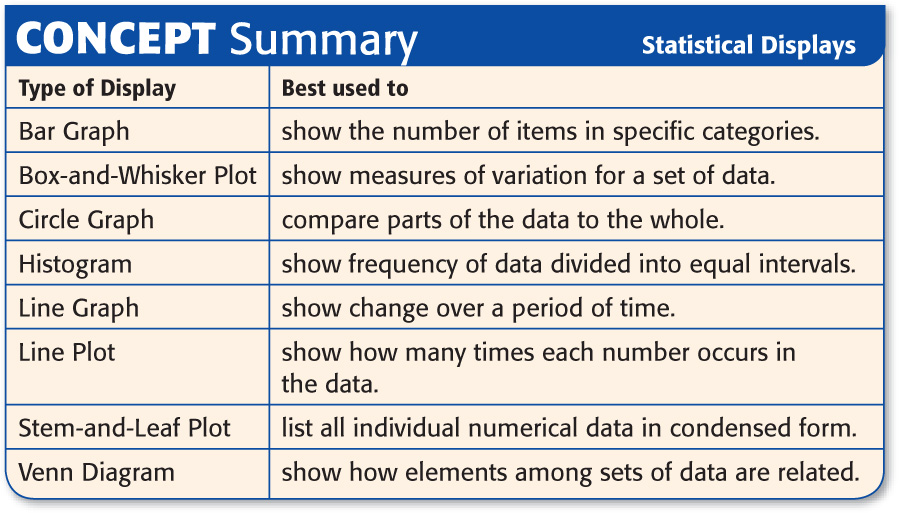 CONCEPT Summary Statistical Displays
Type of Display Best used to
Bar Graph show the number of items in specific categories.
Box-and-Whisker Plot show measures of variation for a set of data.
Circle Graph compare parts of the data to the whole.
Histogram show frequency of data divided into equal intervals.
Line Graph show change over a period of time.
Line Plot show how many times each number occurs in
the data.
Stem-and-Leaf Plot list all individual numerical data in condensed form.
Venn Diagram show how elements among sets of data are related.